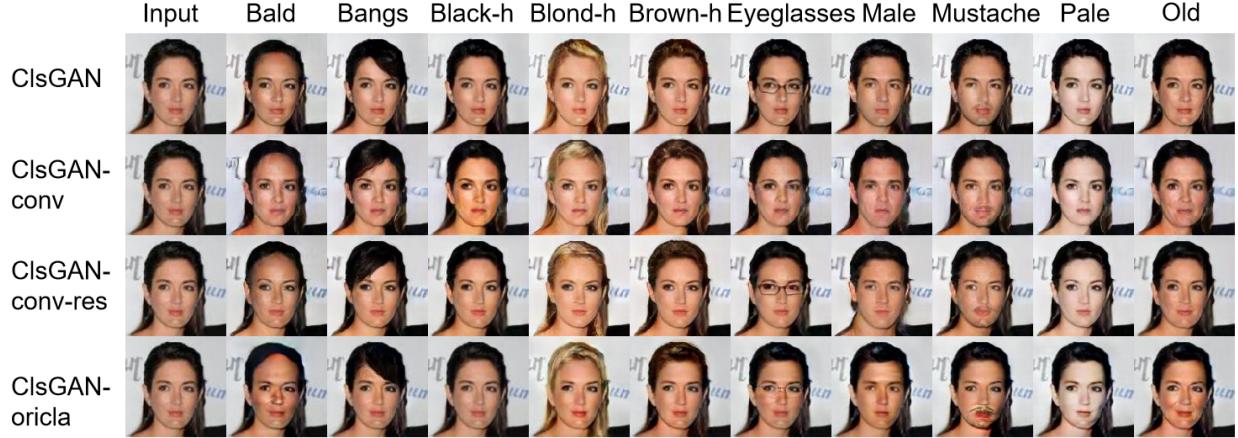 Input Bald Bangs Black-h Blond-h Brown-h Eyeglasses Male Mustache Pale Old
ClsGAN
ClsGAN-
conv
ClsGAN-
conv-res
ClsGAN-
oricla